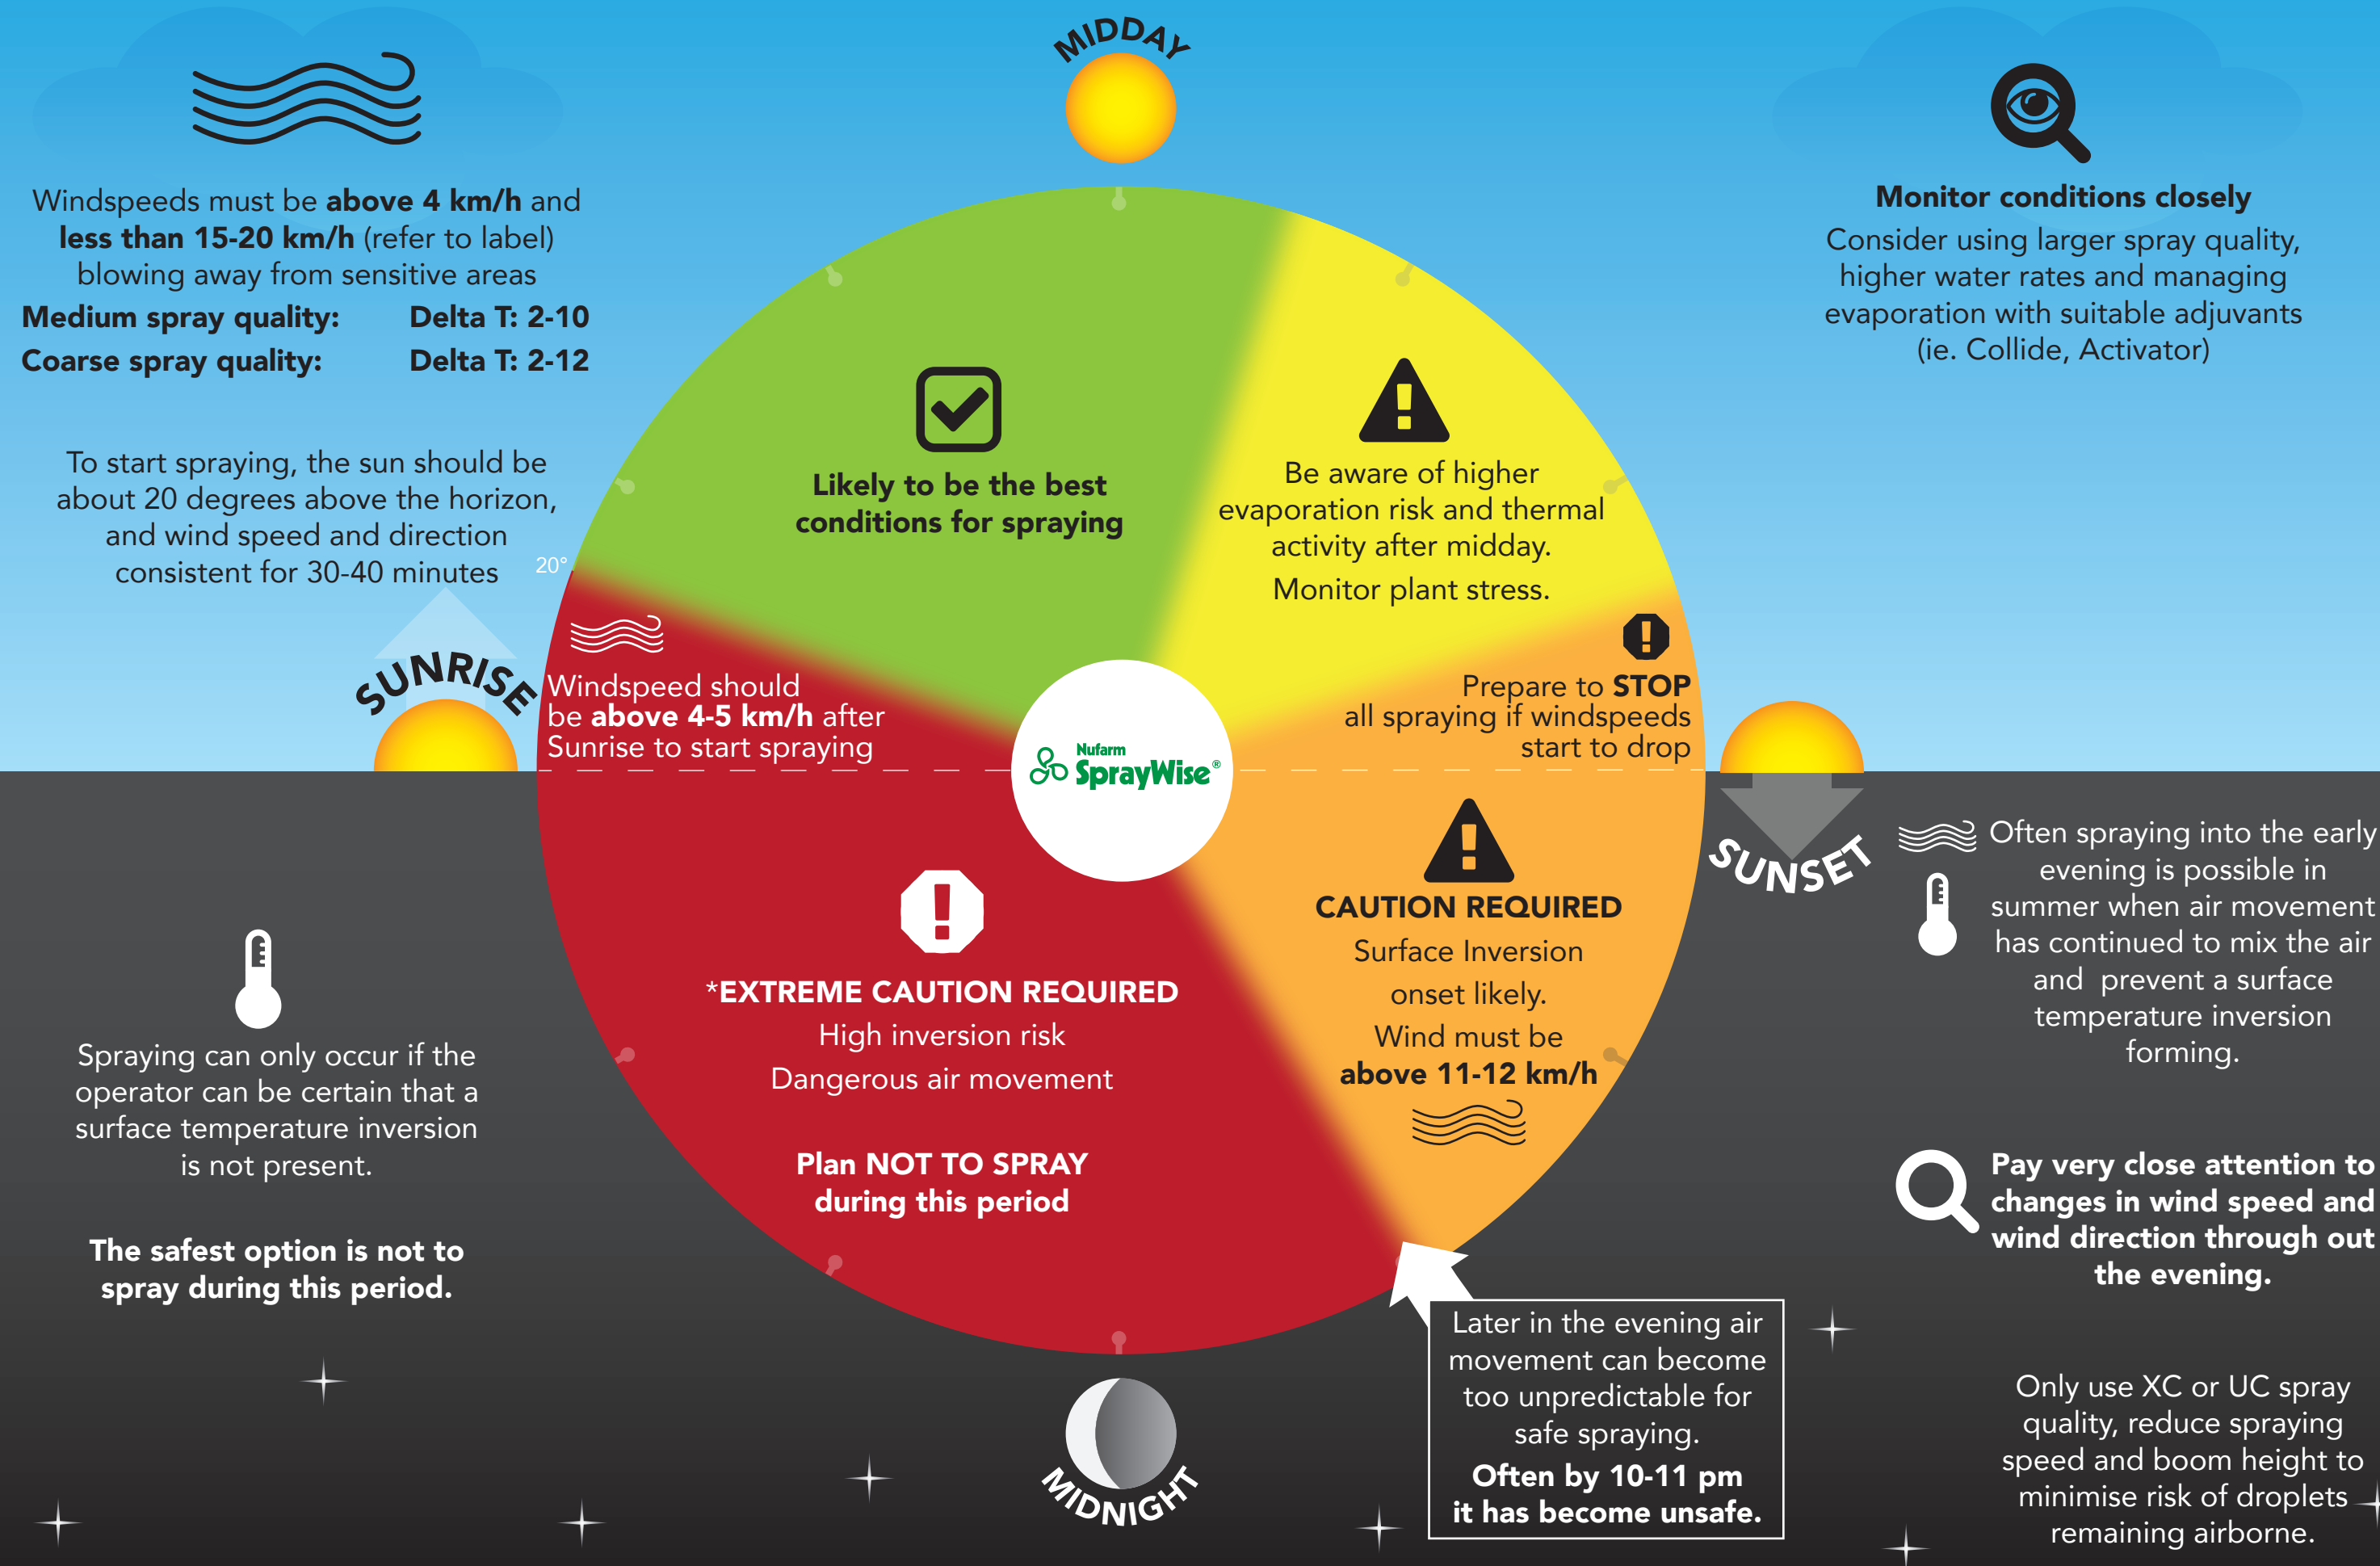 MIDDAY
Windspeeds must be above 4 km/h and
less than 15-20 km/h (refer to label)
blowing away from sensitive areas
Medium spray quality: Delta T: 2-10
Coarse spray quality: Delta T: 2-12
To start spraying, the sun should be
about 20 degrees above the horizon,
and wind speed and direction
consistent for 30-40 minutes
20°
SUNRISE
Monitor conditions closely
Consider using larger spray quality,
higher water rates and managing
evaporation with suitable adjuvants
(ie. Collide, Activator)
Likely to be the best
conditions for spraying
Be aware of higher
evaporation risk and thermal
activity after midday.
Monitor plant stress.
Windspeed should
be above 4-5 km/h after
Sunrise to start spraying
Prepare to STOP
all spraying if windspeeds
start to drop
Nufarm
SprayWise®
SUNSET
CAUTION REQUIRED
Surface Inversion
onset likely.
Wind must be
above 11-12 km/h
*EXTREME CAUTION REQUIRED
High inversion risk
Dangerous air movement
Plan NOT TO SPRAY
during this period
Spraying can only occur if the
operator can be certain that a
surface temperature inversion
is not present.
The safest option is not to
spray during this period.
Often spraying into the early
evening is possible in
summer when air movement
has continued to mix the air
and prevent a surface
temperature inversion
forming.
Pay very close attention to
changes in wind speed and
wind direction through out
the evening.
Later in the evening air
movement can become
too unpredictable for
safe spraying.
Often by 10-11 pm
it has become unsafe.
Only use XC or UC spray
quality, reduce spraying
speed and boom height to
minimise risk of droplets
remaining airborne.
MIDNIGHT